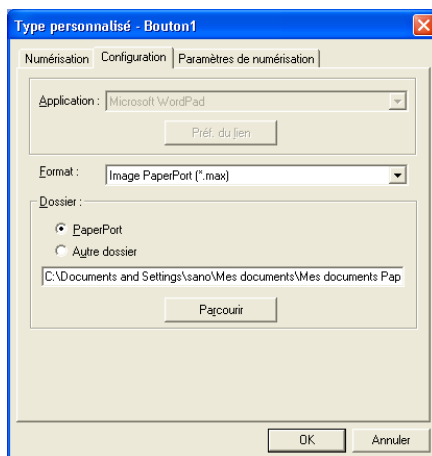 Type personnalisé - Bouton1
Numérisation Configuration Paramètres de numérisation
Application : Microsoft WordPad
Préf. du lien
Format : Image PaperPort (*.max)
Dossier :
PaperPort
Autre dossier
C:\Documents and Settings\sano\Mes documents\Mes documents Pap
Parcourir
OK Annuler